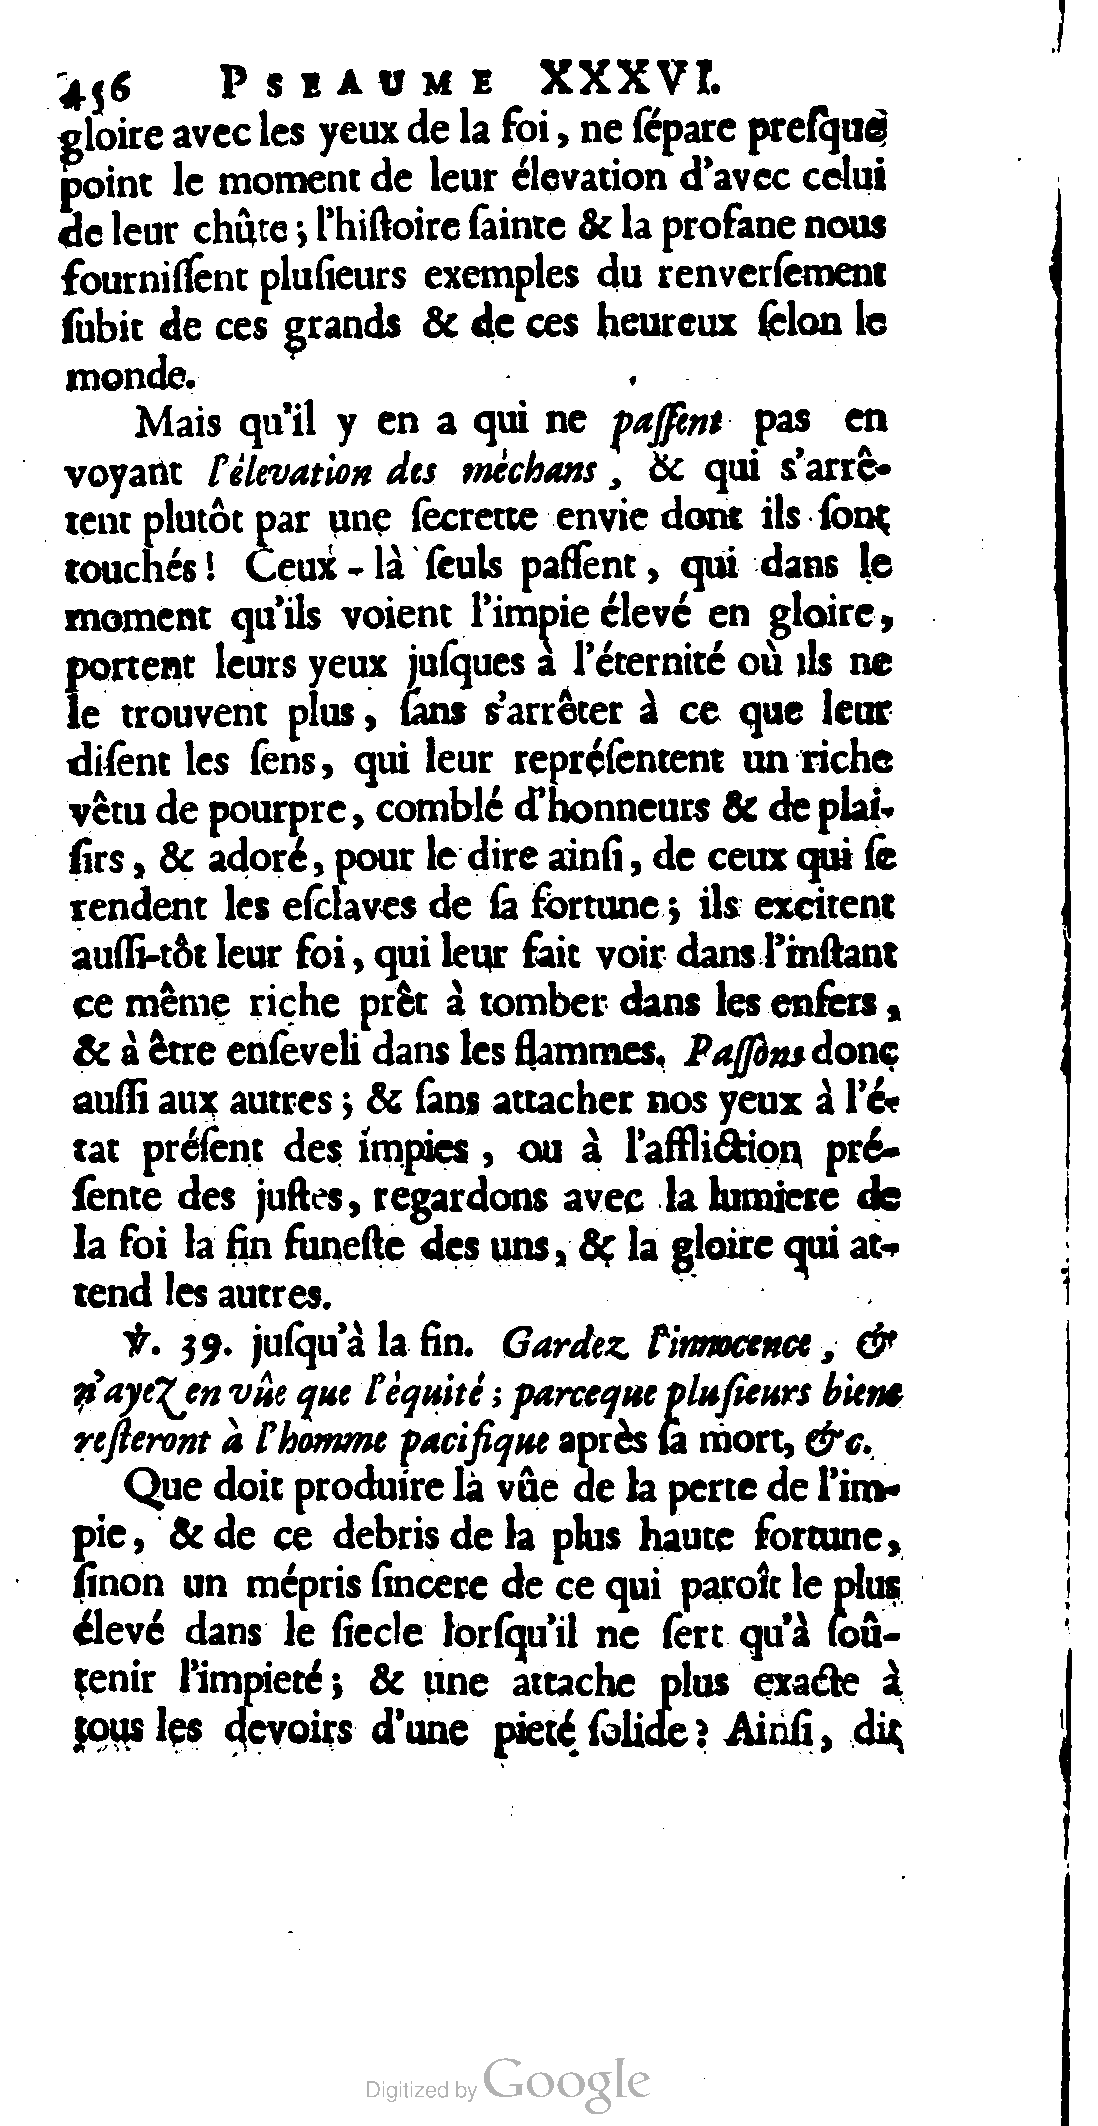 456 PSEAUME XXXVI.
gloire avec les yeux de la foi, ne ſépare preſque
point le moment de leur élevation d'avec celui
de leur chûte; l'hiſtoire ſainte & la profane nous
fourniſſent pluſieurs exemples du renverſement
ſubit de ces grands & de ces heureux ſelon le
monde.
Mais qu'il y en a qui ne paſſent pas en
voyant l'élevation des méchans, & qui s'arrê-
tent plutôt par une ſecrette envie dont ils ſont
touchés! Ceux-là ſeuls paſſent, qui dans le
moment qu'ils voient l'impie élevé en gloire,
portent leurs yeux juſques à l'éternité où ils ne
le trouvent plus, ſans s'arrêter à ce que leur
diſent les ſens, qui leur repréſentent un riche
vêtu de pourpre, comblé d'honneurs & de plai-
ſirs, & adoré, pour le dire ainſi, de ceux qui ſe
rendent les eſclaves de ſa fortune; ils excitent
auſſi-tôt leur foi, qui leur fait voir dans l'inſtant
ce même riche prêt à tomber dans les enfers,
& à être enſeveli dans les flammes. Paſſons donc
auſſi aux autres; & ſans attacher nos yeux à l'é-
tat préſent des impies, ou à l'affliction pré-
ſente des juſtes, regardons avec la lumiere de
la foi la fin funeſte des uns, & la gloire qui at-
tend les autres.
℣. 39. juſqu'à la fin. Gardez l'innocence, &
n'ayez en vûe que l'équité; parceque pluſieurs biens
reſteront à l'homme pacifique après ſa mort, &c.
Que doit produire la vûe de la perte de l'im-
pie, & de ce debris de la plus haute fortune,
ſinon un mépris ſincere de ce qui paroît le plus
élevé dans le ſiecle lorſqu'il ne ſert qu'à ſoû-
tenir l'impieté; & une attache plus exacte à
tous les devoirs d'une pieté ſolide? Ainſi, dit
Digitized by Google